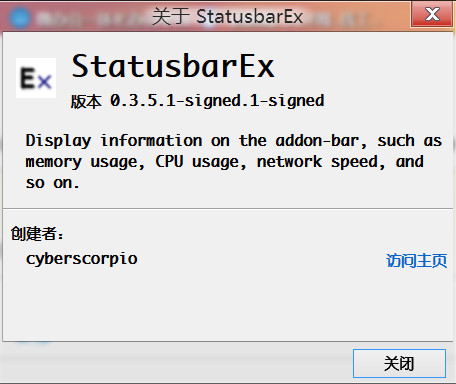 关于 StatusbarEx
Ex
StatusbarEx
版本 0.3.5.1-signed.1-signed
Display information on the addon-bar, such as
memory usage, CPU usage, network speed, and
so on.
创建者：
cyberscorpio
访问主页
关闭